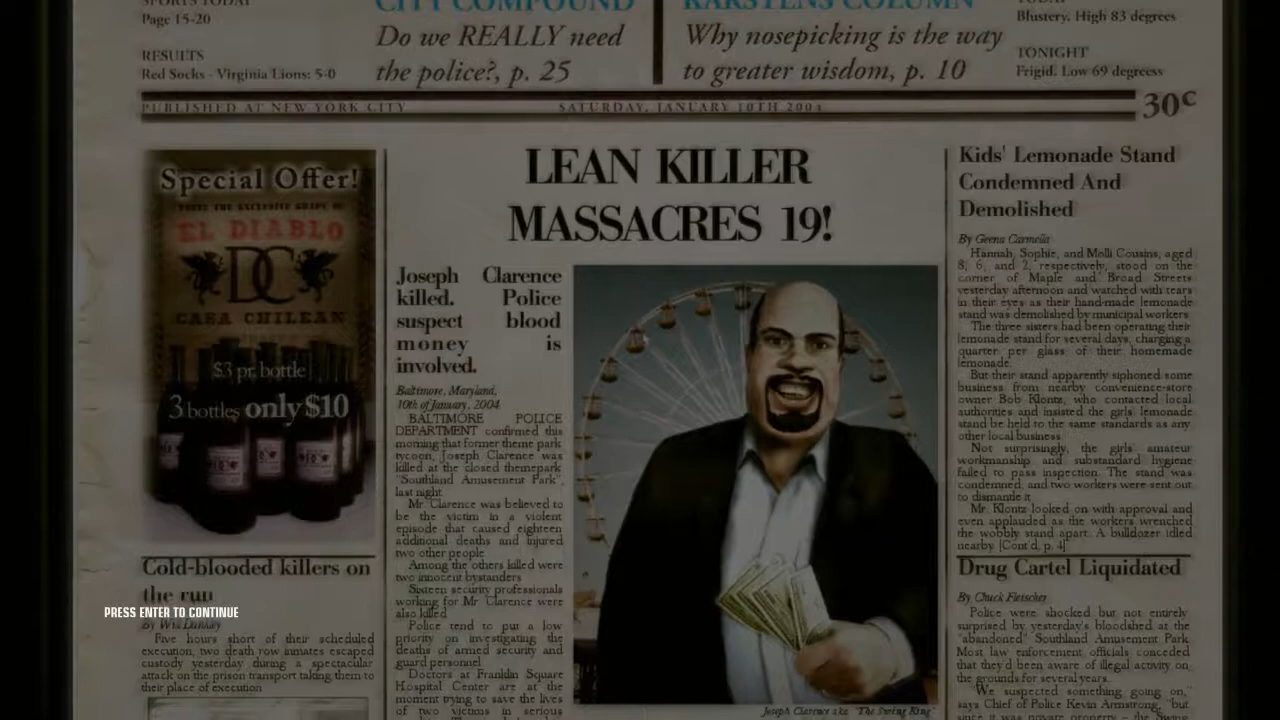 SPORTS TODAY
Page 15-20
RESULTS
Red Socks - Virginia Lions: 5-0
CITY COMPOUND
Do we REALLY need
the police?, p. 25
KARSTENS COLUMN
Why nosepicking is the way
to greater wisdom, p. 10
TODAY
Blustery. High 83 degrees
TONIGHT
Frigid. Low 69 degreess
PUBLISHED AT NEW YORK CITY
SATURDAY, JANUARY 10TH 2004
30c
Special Offer!
EL DIABLO
DC
CASA CHILEAN
$3 pr. bottle
3 bottles only $10
Cold-blooded killers on
the run
PRESS ENTER TO CONTINUE
Five hours short of their scheduled
execution, two death row inmates escaped
custody yesterday during a spectacular
attack on the prison transport taking them to
their place of execution
LEAN KILLER
MASSACRES 19!
Joseph Clarence
killed. Police
suspect blood
money is
involved.
Baltimore, Maryland,
10th of January, 2004
BALTIMORE POLICE
DEPARTMENT confirmed this
morning that former theme park
tycoon, Joseph Clarence was
killed at the closed themepark
"Southland Amusement Park",
last night.
Mr Clarence was believed to
be the victim in a violent
episode that caused eighteen
additional deaths and injured
two other people
Among the others killed were
two innocent bystanders
Sixteen security professionals
working for Mr Clarence were
also killed
Police tend to put a low
priority on investigating the
deaths of armed security and
guard personnel
Doctors at Franklin Square
Hospital Center are at the
moment trying to save the lives
of two victims in serious
Joseph Clarence aka "The Swing King"
Kids' Lemonade Stand
Condemned And
Demolished
By Geena Carmella
Hannah, Sophie, and Molli Cousins, aged
8, 6, and 2, respectively, stood on the
corner of Maple and Broad Streets
yesterday afternoon and watched with tears
in their eyes as their hand-made lemonade
stand was demolished by municipal workers.
The three sisters had been operating their
lemonade stand for several days, charging a
quarter per glass of their homemade
lemonade.
But their stand apparently siphoned some
business from nearby convenience-store
owner Bob Klontz, who contacted local
authorities and insisted the girls' lemonade
stand be held to the same standards as any
other local business
Not surprisingly, the girls' amateur
workmanship and substandard hygiene
failed to pass inspection. The stand was
condemned, and two workers were sent out
to dismantle it
Mr. Klontz looked on with approval and
even applauded as the workers wrenched
the wobbly stand apart. A bulldozer idled
nearby. [Cont'd, p. 4]
Drug Cartel Liquidated
By Chuck Fleischer
Police were shocked but not entirely
surprised by yesterday's bloodshed at the
"abandoned" Southland Amusement Park
Most law enforcement officials conceded
that they'd been aware of illegal activity on
the grounds for several years.
"We suspected something going on,"
says Chief of Police Kevin Armstrong, "but
since it was private property - the Swing